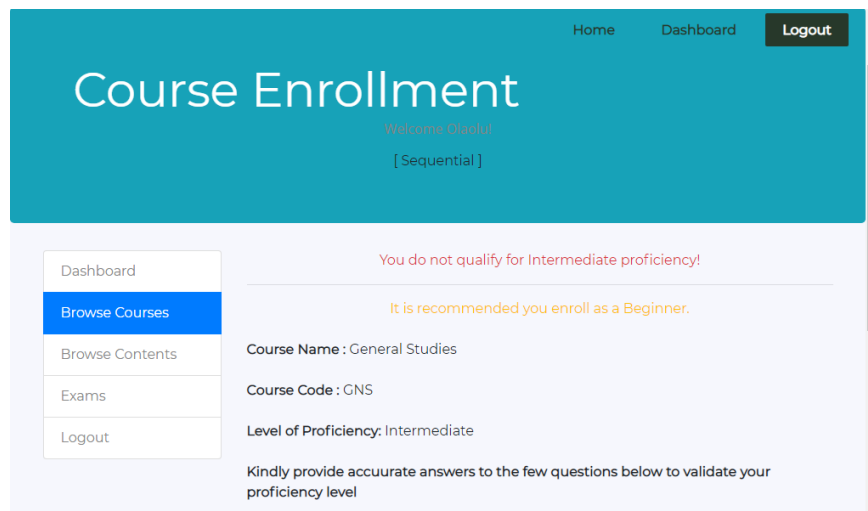 Home Dashboard Logout
Course Enrollment
Welcome Olaolu!
[ Sequential ]
Dashboard
Browse Courses
Browse Contents
Exams
Logout
You do not qualify for Intermediate proficiency!
It is recommended you enroll as a Beginner.
Course Name : General Studies
Course Code : GNS
Level of Proficiency: Intermediate
Kindly provide accuurate answers to the few questions below to validate your
proficiency level